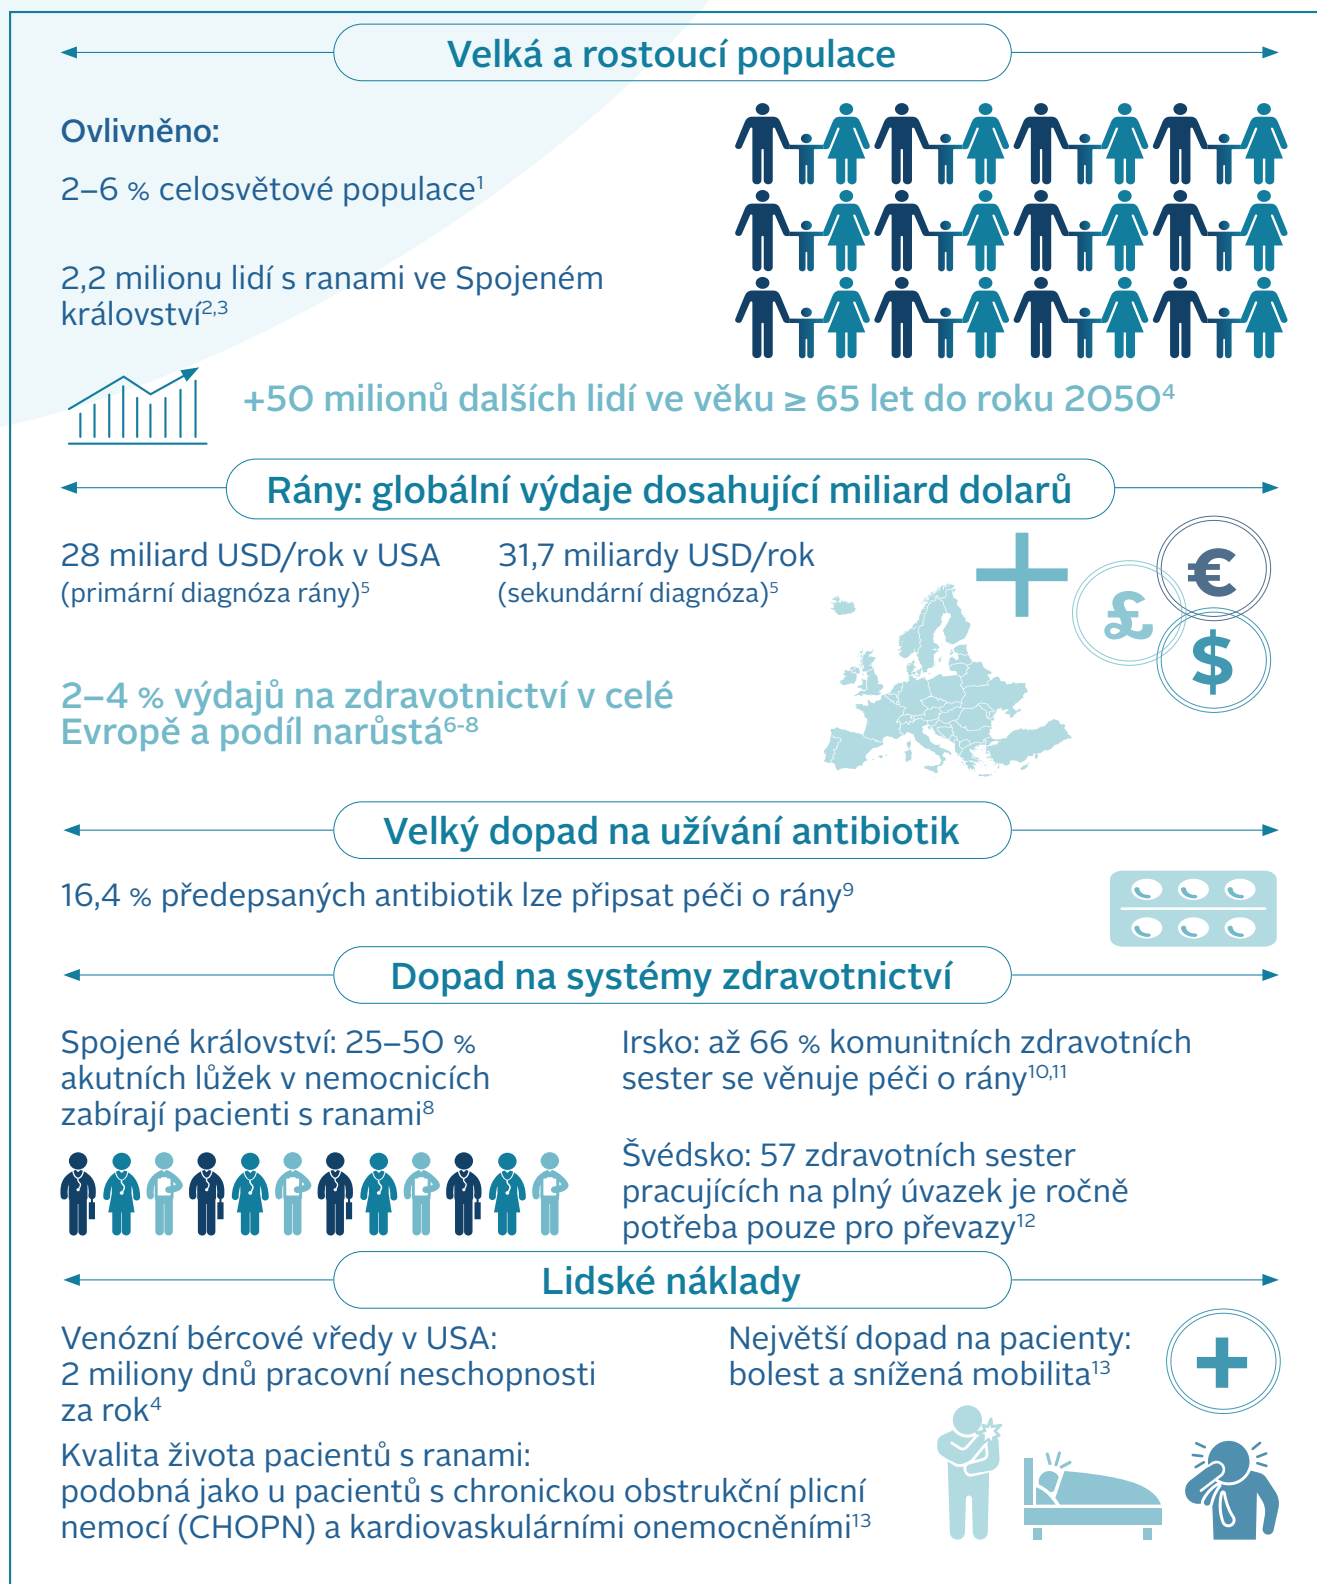 Velká a rostoucí populace
Ovlivněno:
2–6 % celosvětové populace¹
2,2 milionu lidí s ranami ve Spojeném
království²,³
+50 milionů dalších lidí ve věku ≥ 65 let do roku 2050⁴
Rány: globální výdaje dosahující miliard dolarů
28 miliard USD/rok v USA
(primární diagnóza rány)⁵
31,7 miliardy USD/rok
(sekundární diagnóza)⁵
€
£
$
2–4 % výdajů na zdravotnictví v celé
Evropě a podíl narůstá⁶⁻⁸
Velký dopad na užívání antibiotik
16,4 % předepsaných antibiotik lze připsat péči o rány⁹
Dopad na systémy zdravotnictví
Spojené království: 25–50 %
akutních lůžek v nemocnicích
zabírají pacienti s ranami⁸
Irsko: až 66 % komunitních zdravotních
sester se věnuje péči o rány¹⁰,¹¹
Švédsko: 57 zdravotních sester
pracujících na plný úvazek je ročně
potřeba pouze pro převazy¹²
Lidské náklady
Venózní bércové vředy v USA:
2 miliony dnů pracovní neschopnosti
za rok⁴
Největší dopad na pacienty:
bolest a snížená mobilita¹³
Kvalita života pacientů s ranami:
podobná jako u pacientů s chronickou obstrukční plicní
nemocí (CHOPN) a kardiovaskulárními onemocněními¹³